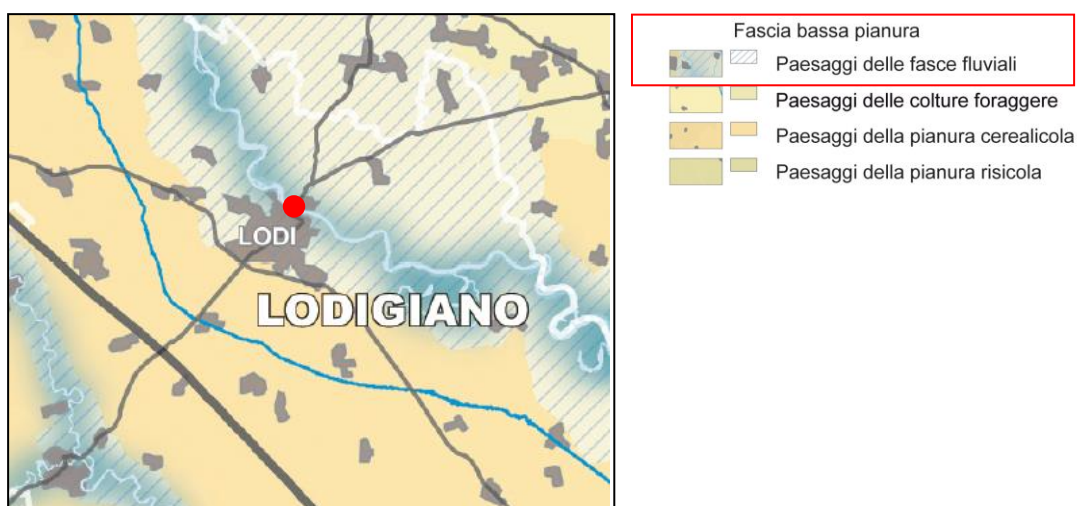 LODI
LODIGIANO
Fascia bassa pianura
Paesaggi delle fasce fluviali
Paesaggi delle colture foraggere
Paesaggi della pianura cerealicola
Paesaggi della pianura risicola